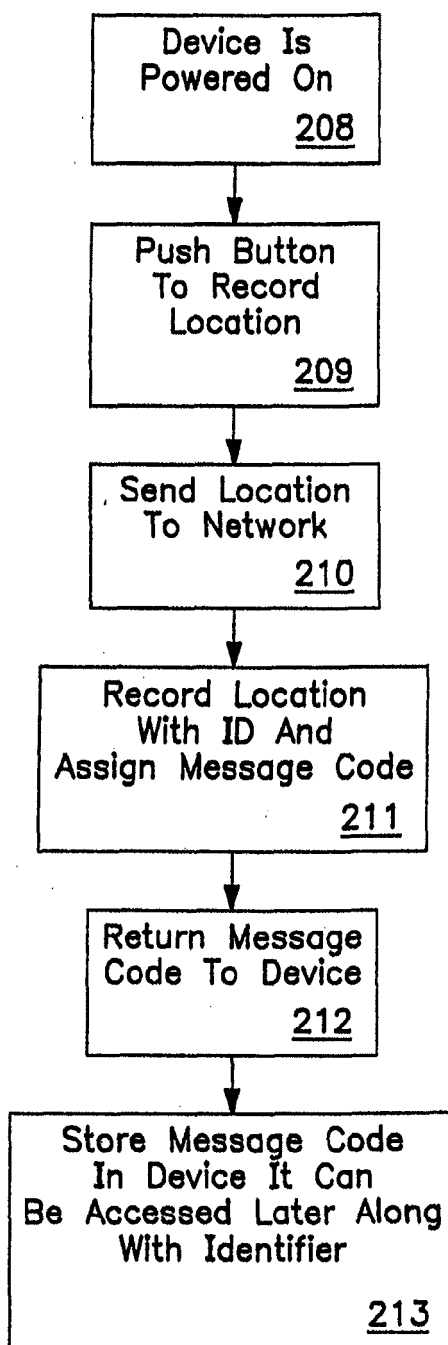 Device Is
Powered On
208
Push Button
To Record
Location
209
Send Location
To Network
210
Record Location
With ID And
Assign Message Code
211
Return Message
Code To Device
212
Store Message Code
In Device It Can
Be Accessed Later Along
With Identifier
213